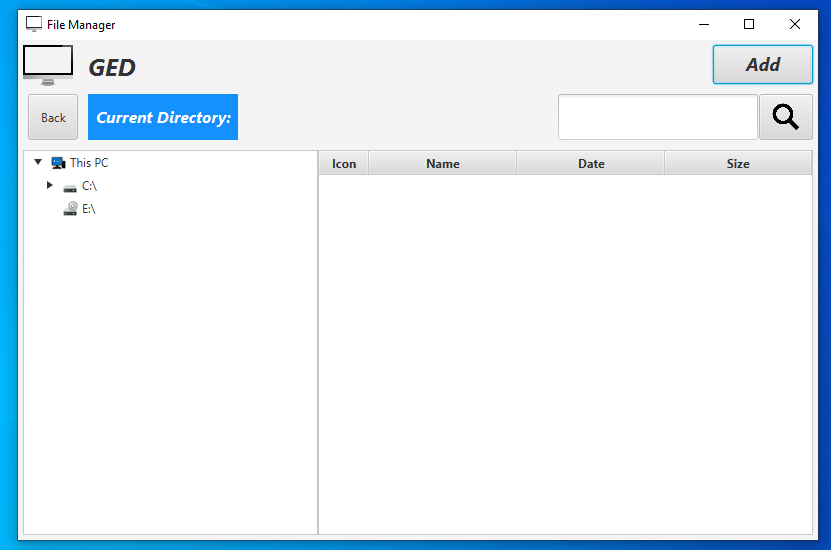 File Manager
GED
Add
Back
Current Directory:
This PC
C:\
E:\
Icon Name Date Size